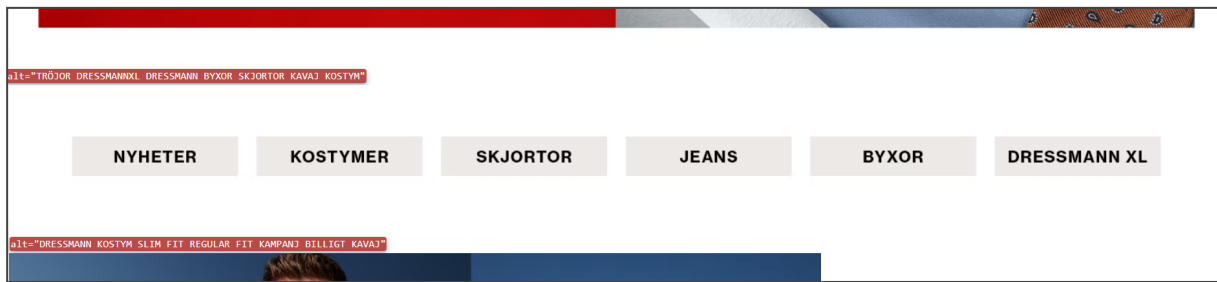 alt="TRÖJOR DRESSMANNXL DRESSMANN BYXOR SKJORTOR KAVAJ KOSTYM"
NYHETER KOSTYMER SKJORTOR JEANS BYXOR DRESSMANN XL
alt="DRESSMANN KOSTYM SLIM FIT REGULAR FIT KAMPANJ BILLIGT KAVAJ"